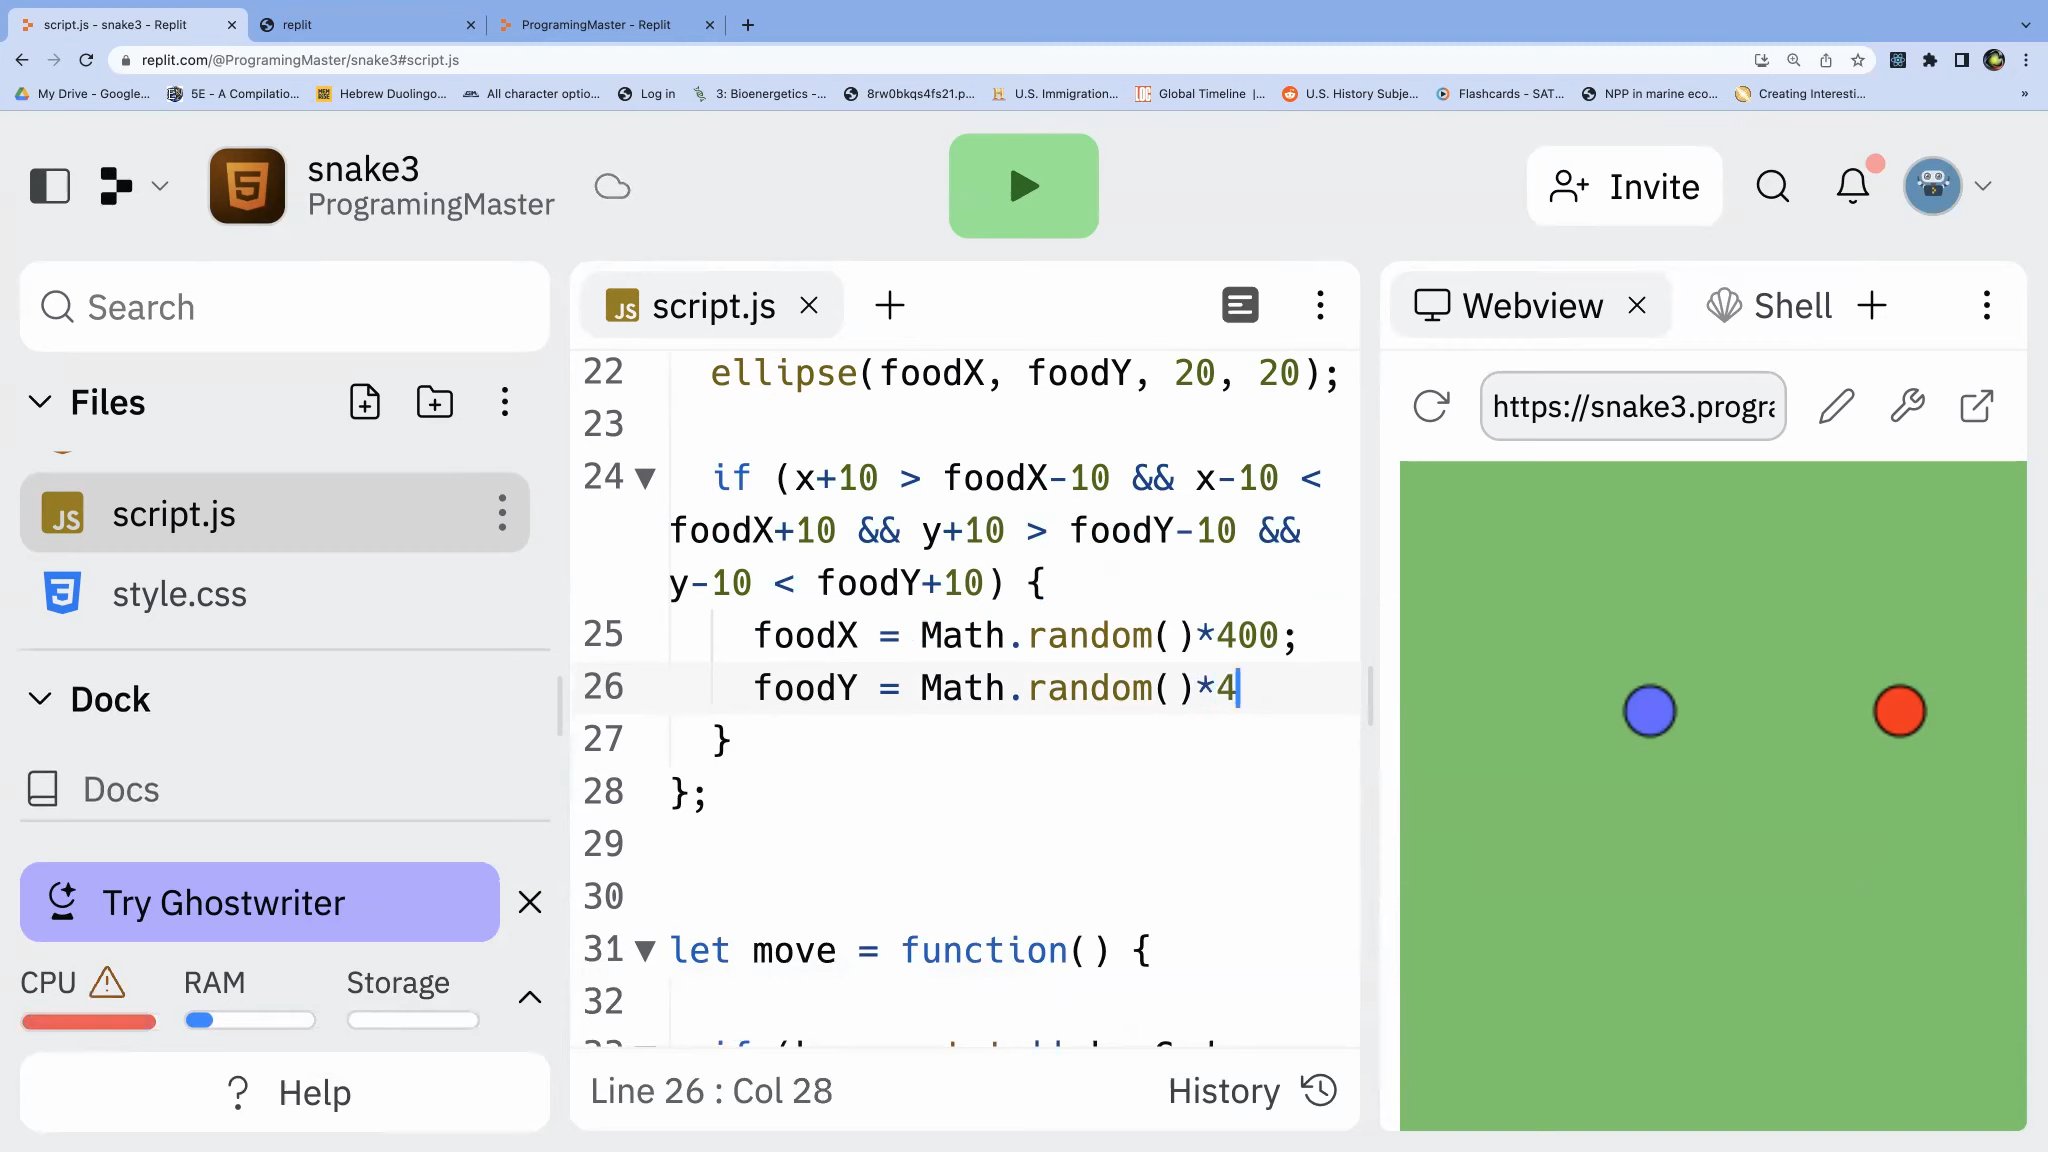 script.js - snake3 - Replit
replit
ProgramingMaster - Replit
replit.com/@ProgramingMaster/snake3#script.js
My Drive - Google...
5E - A Compilatio...
Hebrew Duolingo...
All character optio...
Log in
3: Bioenergetics -...
8rw0bkqs4fs21.p...
U.S. Immigration...
Global Timeline |...
U.S. History Subje...
Flashcards - SAT...
NPP in marine eco...
Creating Interesti...
»
snake3
ProgramingMaster
Invite
Search
Files
JS script.js
style.css
Dock
Docs
Try Ghostwriter
CPU
RAM
Storage
? Help
JS script.js
22 ellipse(foodX, foodY, 20, 20);
23
24 if (x+10 > foodX-10 && x-10 <
foodX+10 && y+10 > foodY-10 &&
y-10 < foodY+10) {
25 foodX = Math.random()*400;
26 foodY = Math.random()*4
27 }
28 };
29
30
31 let move = function() {
32
Line 26 : Col 28
History
Webview
Shell
https://snake3.progra